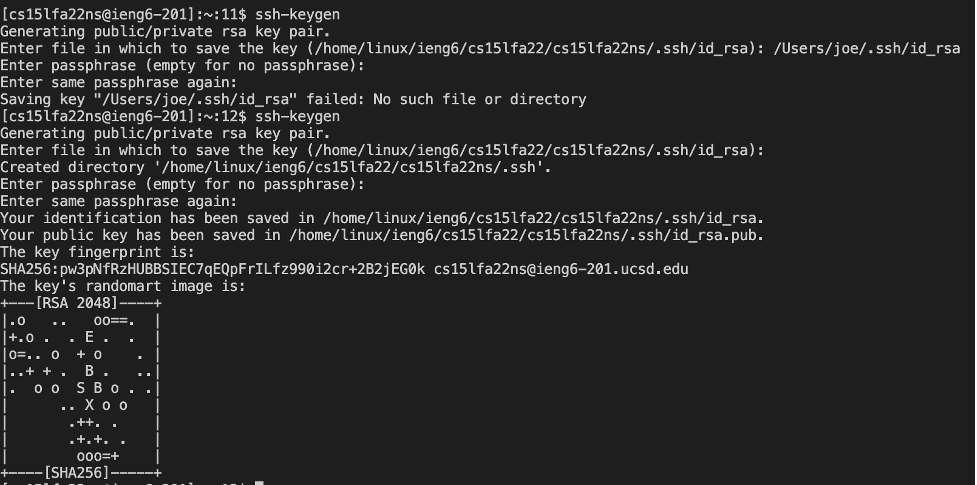 [cs15lfa22ns@ieng6-201]:~:11$ ssh-keygen
Generating public/private rsa key pair.
Enter file in which to save the key (/home/linux/ieng6/cs15lfa22/cs15lfa22ns/.ssh/id_rsa): /Users/joe/.ssh/id_rsa
Enter passphrase (empty for no passphrase):
Enter same passphrase again:
Saving key "/Users/joe/.ssh/id_rsa" failed: No such file or directory
[cs15lfa22ns@ieng6-201]:~:12$ ssh-keygen
Generating public/private rsa key pair.
Enter file in which to save the key (/home/linux/ieng6/cs15lfa22/cs15lfa22ns/.ssh/id_rsa):
Created directory '/home/linux/ieng6/cs15lfa22/cs15lfa22ns/.ssh'.
Enter passphrase (empty for no passphrase):
Enter same passphrase again:
Your identification has been saved in /home/linux/ieng6/cs15lfa22/cs15lfa22ns/.ssh/id_rsa.
Your public key has been saved in /home/linux/ieng6/cs15lfa22/cs15lfa22ns/.ssh/id_rsa.pub.
The key fingerprint is:
SHA256:pw3pNfRzHUBBSIEC7qEQpFrILfz990i2cr+2B2jEG0k cs15lfa22ns@ieng6-201.ucsd.edu
The key's randomart image is:
+---[RSA 2048]----+
|.o   ..   oo==.  |
|+.o .  . E .  .  |
|o=.. o  + o    . |
|..+ + .  B .   ..|
|.  o o  S B o . .|
|      .. X o o   |
|       .++. .    |
|       .+.+. .   |
|        ooo=+    |
+----[SHA256]-----+